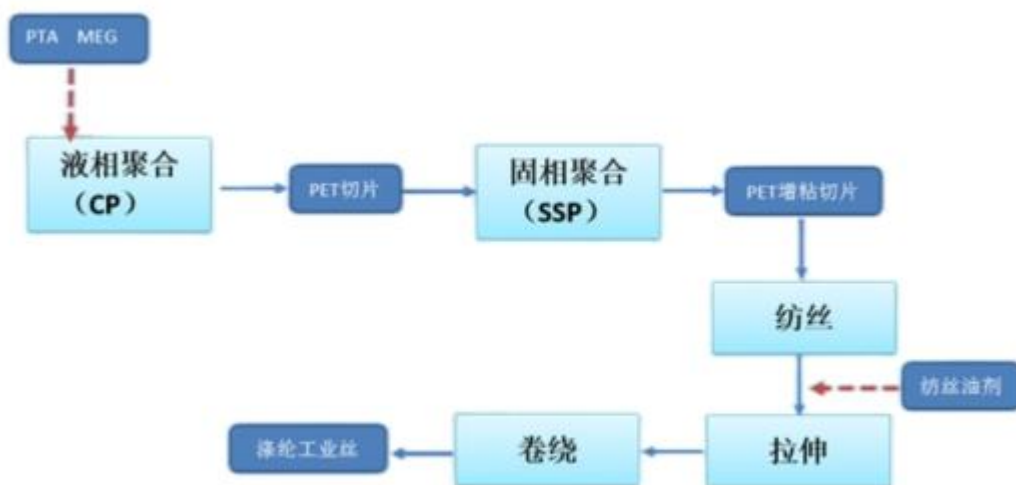 PTA MEG
液相聚合
（CP）
PET切片
固相聚合
（SSP）
PET增粘切片
纺丝
纺丝油剂
拉伸
卷绕
涤纶工业丝